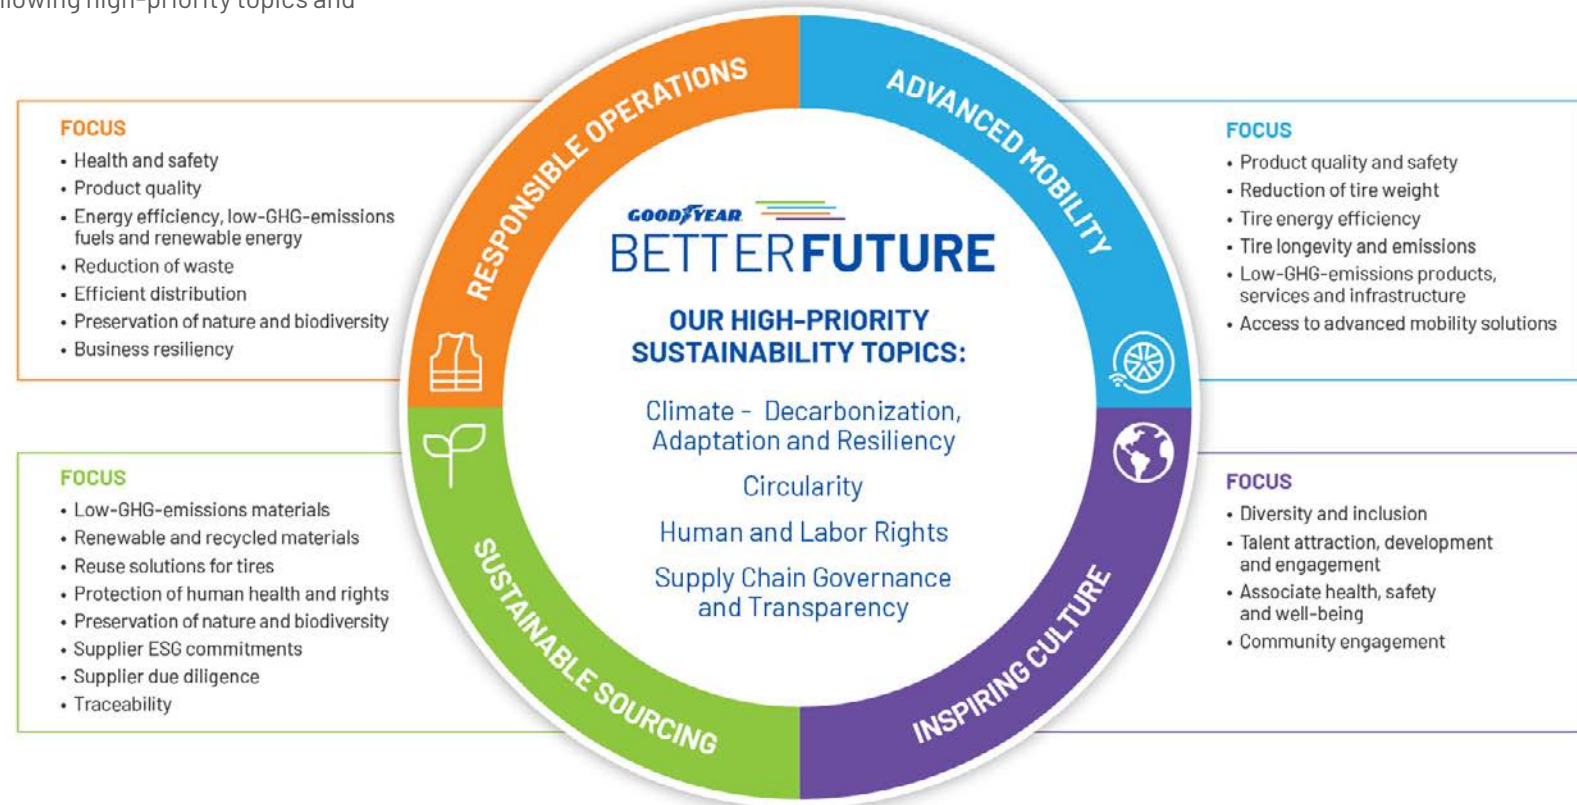 llowing high-priority topics and
RESPONSIBLE OPERATIONS
FOCUS
• Health and safety
• Product quality
• Energy efficiency, low-GHG-emissions
fuels and renewable energy
• Reduction of waste
• Efficient distribution
• Preservation of nature and biodiversity
• Business resiliency
ADVANCED MOBILITY
FOCUS
• Product quality and safety
• Reduction of tire weight
• Tire energy efficiency
• Tire longevity and emissions
• Low-GHG-emissions products,
services and infrastructure
• Access to advanced mobility solutions
GOODYEAR
BETTERFUTURE
OUR HIGH-PRIORITY
SUSTAINABILITY TOPICS:
Climate - Decarbonization,
Adaptation and Resiliency
Circularity
Human and Labor Rights
Supply Chain Governance
and Transparency
SUSTAINABLE SOURCING
FOCUS
• Low-GHG-emissions materials
• Renewable and recycled materials
• Reuse solutions for tires
• Protection of human health and rights
• Preservation of nature and biodiversity
• Supplier ESG commitments
• Supplier due diligence
• Traceability
INSPIRING CULTURE
FOCUS
• Diversity and inclusion
• Talent attraction, development
and engagement
• Associate health, safety
and well-being
• Community engagement